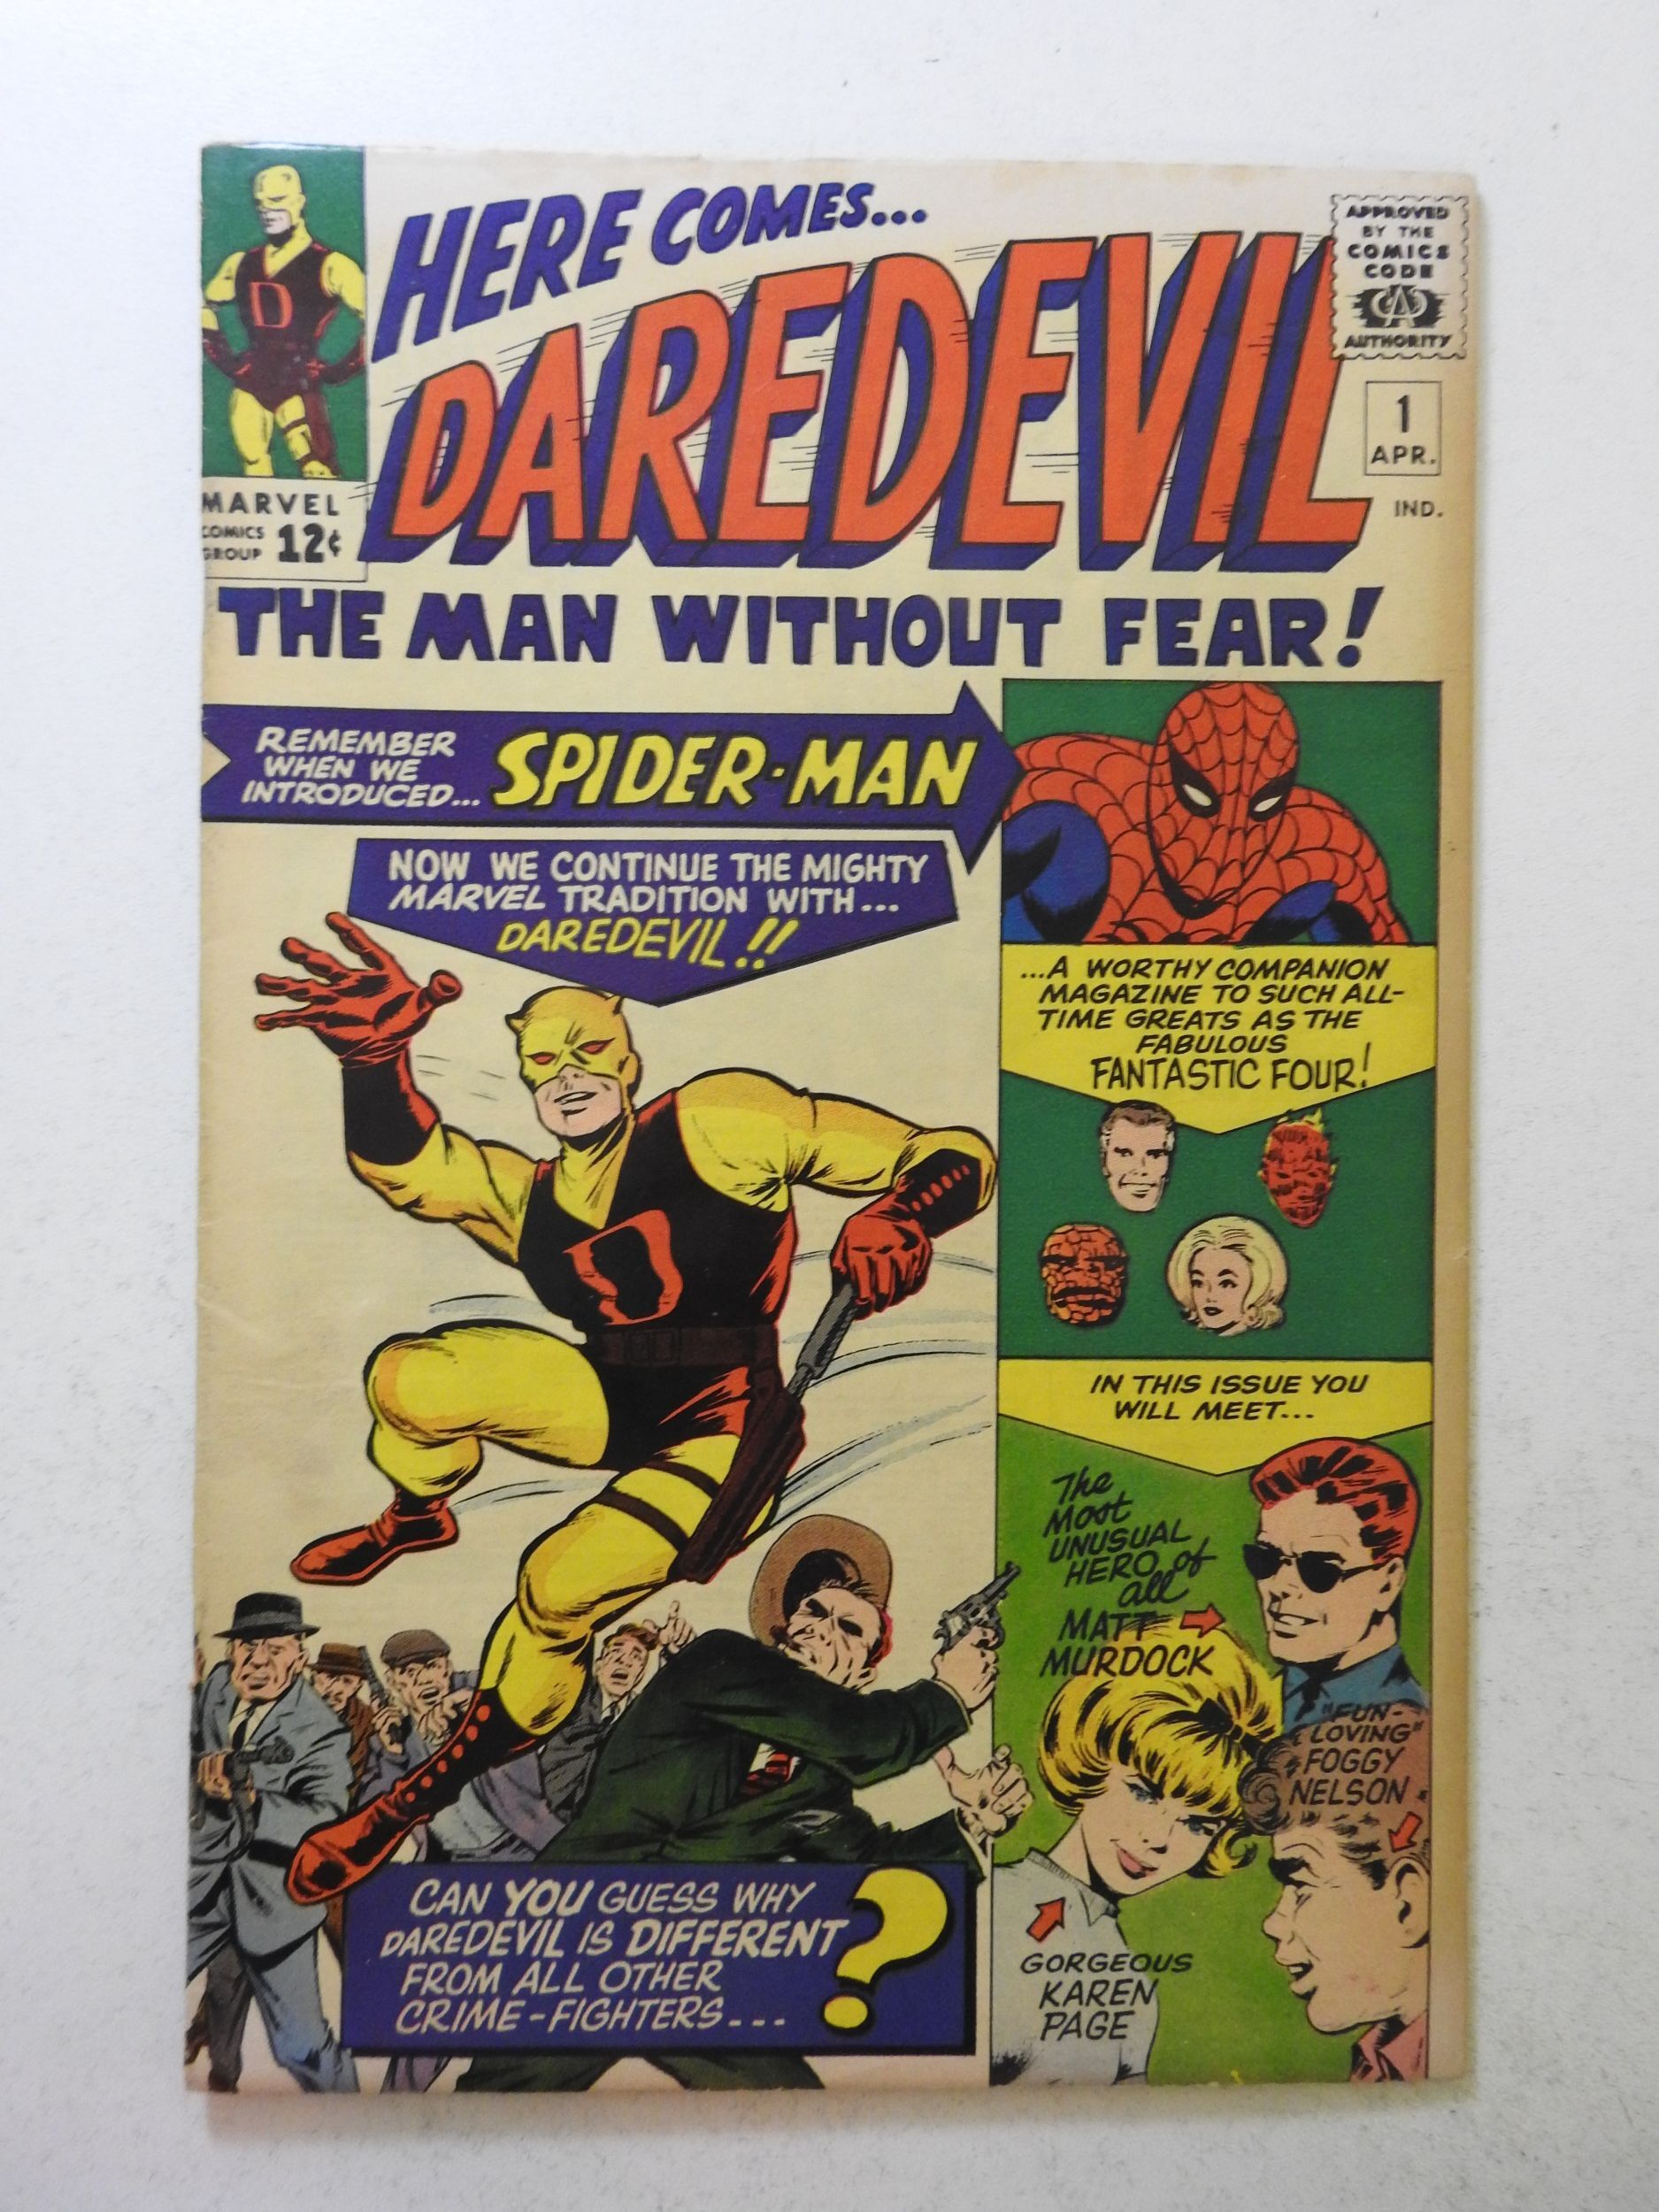 HERE COMES...
DAREDEVIL
APPROVED
BY THE
COMICS
CODE
CA
AUTHORITY
1
APR.
IND.
D
MARVEL
COMICS
GROUP 12¢
THE MAN WITHOUT FEAR!
REMEMBER
WHEN WE
INTRODUCED... SPIDER-MAN
NOW WE CONTINUE THE MIGHTY
MARVEL TRADITION WITH...
DAREDEVIL!!
...A WORTHY COMPANION
MAGAZINE TO SUCH ALL-
TIME GREATS AS THE
FABULOUS
FANTASTIC FOUR!
D
IN THIS ISSUE YOU
WILL MEET...
The
Most
UNUSUAL
HERO of
all
MATT
MURDOCK
"FUN-
LOVING"
FOGGY
NELSON
GORGEOUS
KAREN
PAGE
CAN YOU GUESS WHY
DAREDEVIL IS DIFFERENT
FROM ALL OTHER
CRIME-FIGHTERS...
?